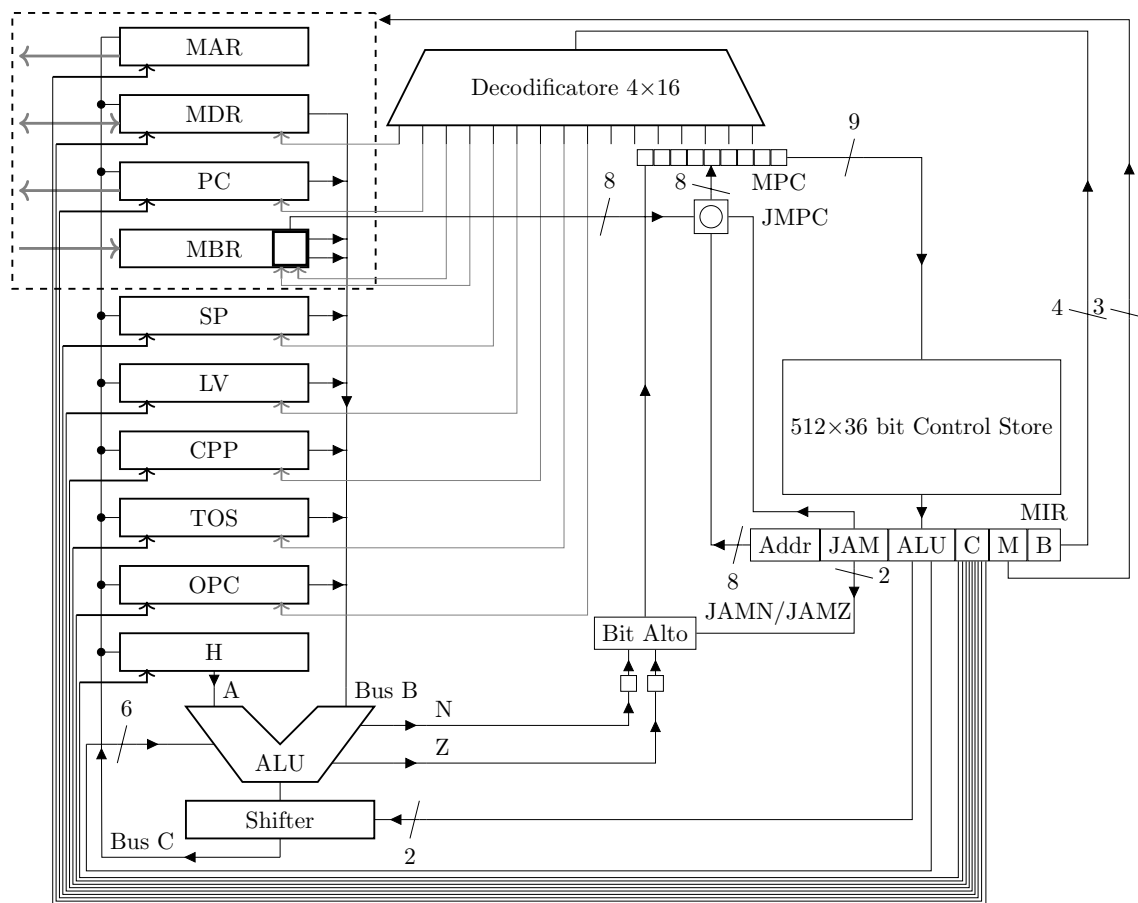 MAR
MDR
PC
MBR
SP
LV
CPP
TOS
OPC
H
A
Bus B
6
ALU
N
Z
Shifter
Bus C
2
Decodificatore 4×16
9
8
8
MPC
JMPC
4
3
512×36 bit Control Store
MIR
Addr JAM ALU C M B
8
2
JAMN/JAMZ
Bit Alto